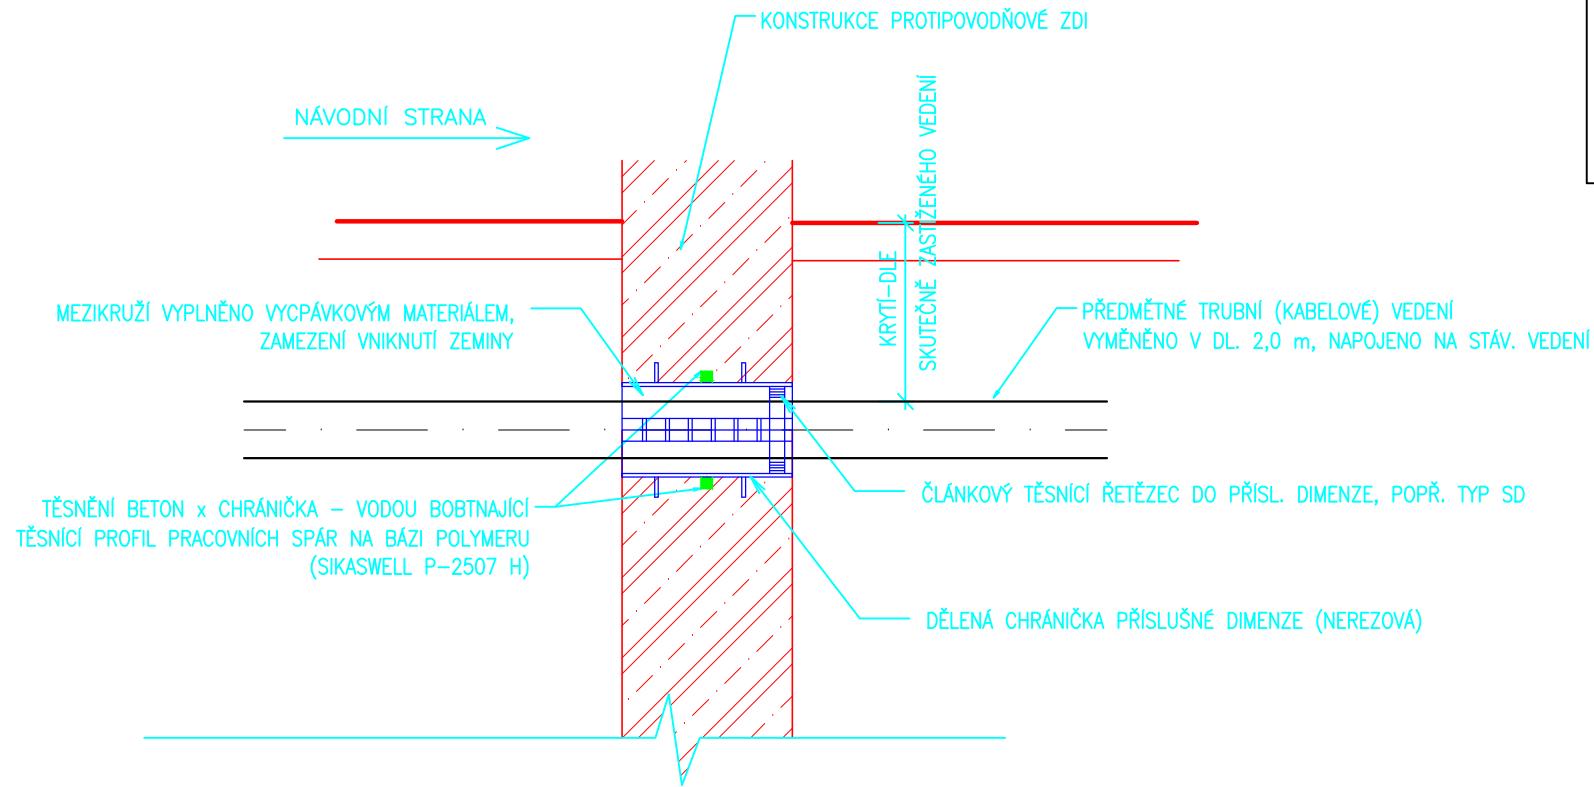 KONSTRUKCE PROTIPOVODŇOVÉ ZDI
NÁVODNÍ STRANA
KRYTÍ-DLE
SKUTEČNĚ ZASTIŽENÉHO VEDENÍ
MEZIKRUŽÍ VYPLNĚNO VYCPÁVKOVÝM MATERIÁLEM,
ZAMEZENÍ VNIKNUTÍ ZEMINY
PŘEDMĚTNÉ TRUBNÍ (KABELOVÉ) VEDENÍ
VYMĚNĚNO V DL. 2,0 m, NAPOJENO NA STÁV. VEDENÍ
TĚSNĚNÍ BETON x CHRÁNIČKA – VODOU BOBTNAJÍCÍ
TĚSNÍCÍ PROFIL PRACOVNÍCH SPÁR NA BÁZI POLYMERU
(SIKASWELL P-2507 H)
ČLÁNKOVÝ TĚSNÍCÍ ŘETĚZEC DO PŘÍSL. DIMENZE, POPŘ. TYP SD
DĚLENÁ CHRÁNIČKA PŘÍSLUŠNÉ DIMENZE (NEREZOVÁ)